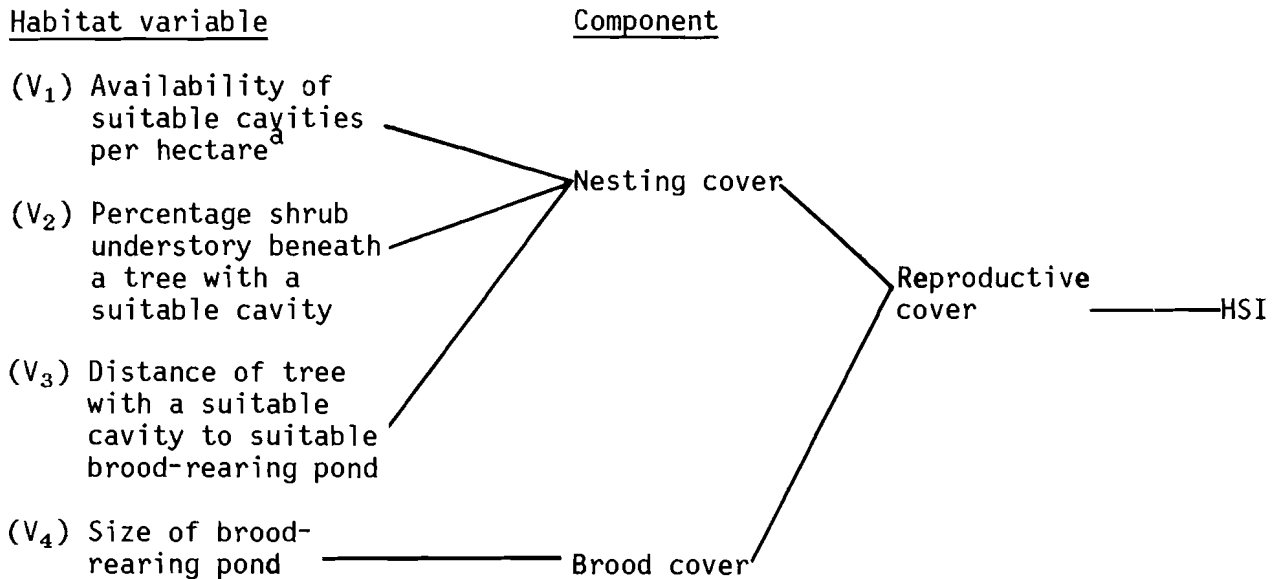 Habitat variable Component
(V₁) Availability of
suitable cavities
per hectareᵃ
Nesting cover
(V₂) Percentage shrub
understory beneath
a tree with a
suitable cavity
Reproductive
cover
HSI
(V₃) Distance of tree
with a suitable
cavity to suitable
brood-rearing pond
(V₄) Size of brood-
rearing pond
Brood cover